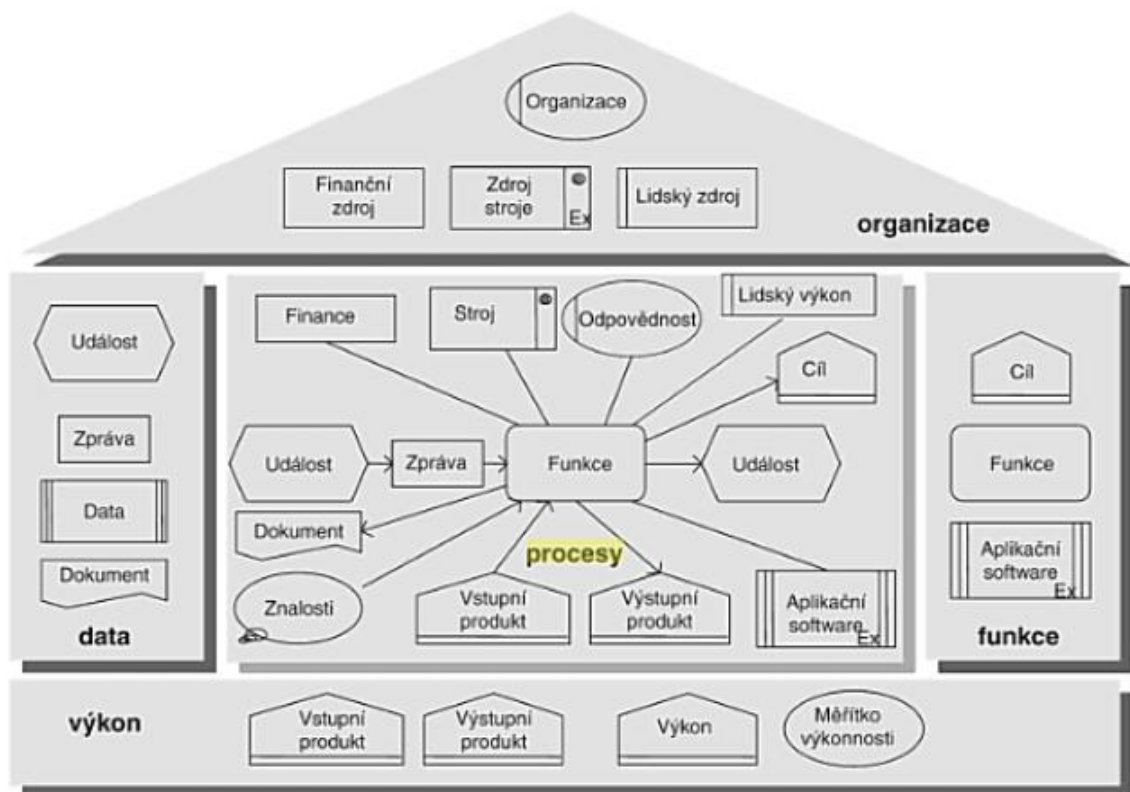 Organizace
Finanční
zdroj
Zdroj
stroje
Ex
Lidský zdroj
organizace
Událost
Zpráva
Data
Dokument
data
Finance
Stroj
Odpovědnost
Lidský výkon
Cíl
Událost
Zpráva
Funkce
Událost
Dokument
procesy
Znalosti
Vstupní
produkt
Výstupní
produkt
Aplikační
software
Ex
Cíl
Funkce
Aplikační
software
Ex
funkce
výkon
Vstupní
produkt
Výstupní
produkt
Výkon
Měřítko
výkonnosti